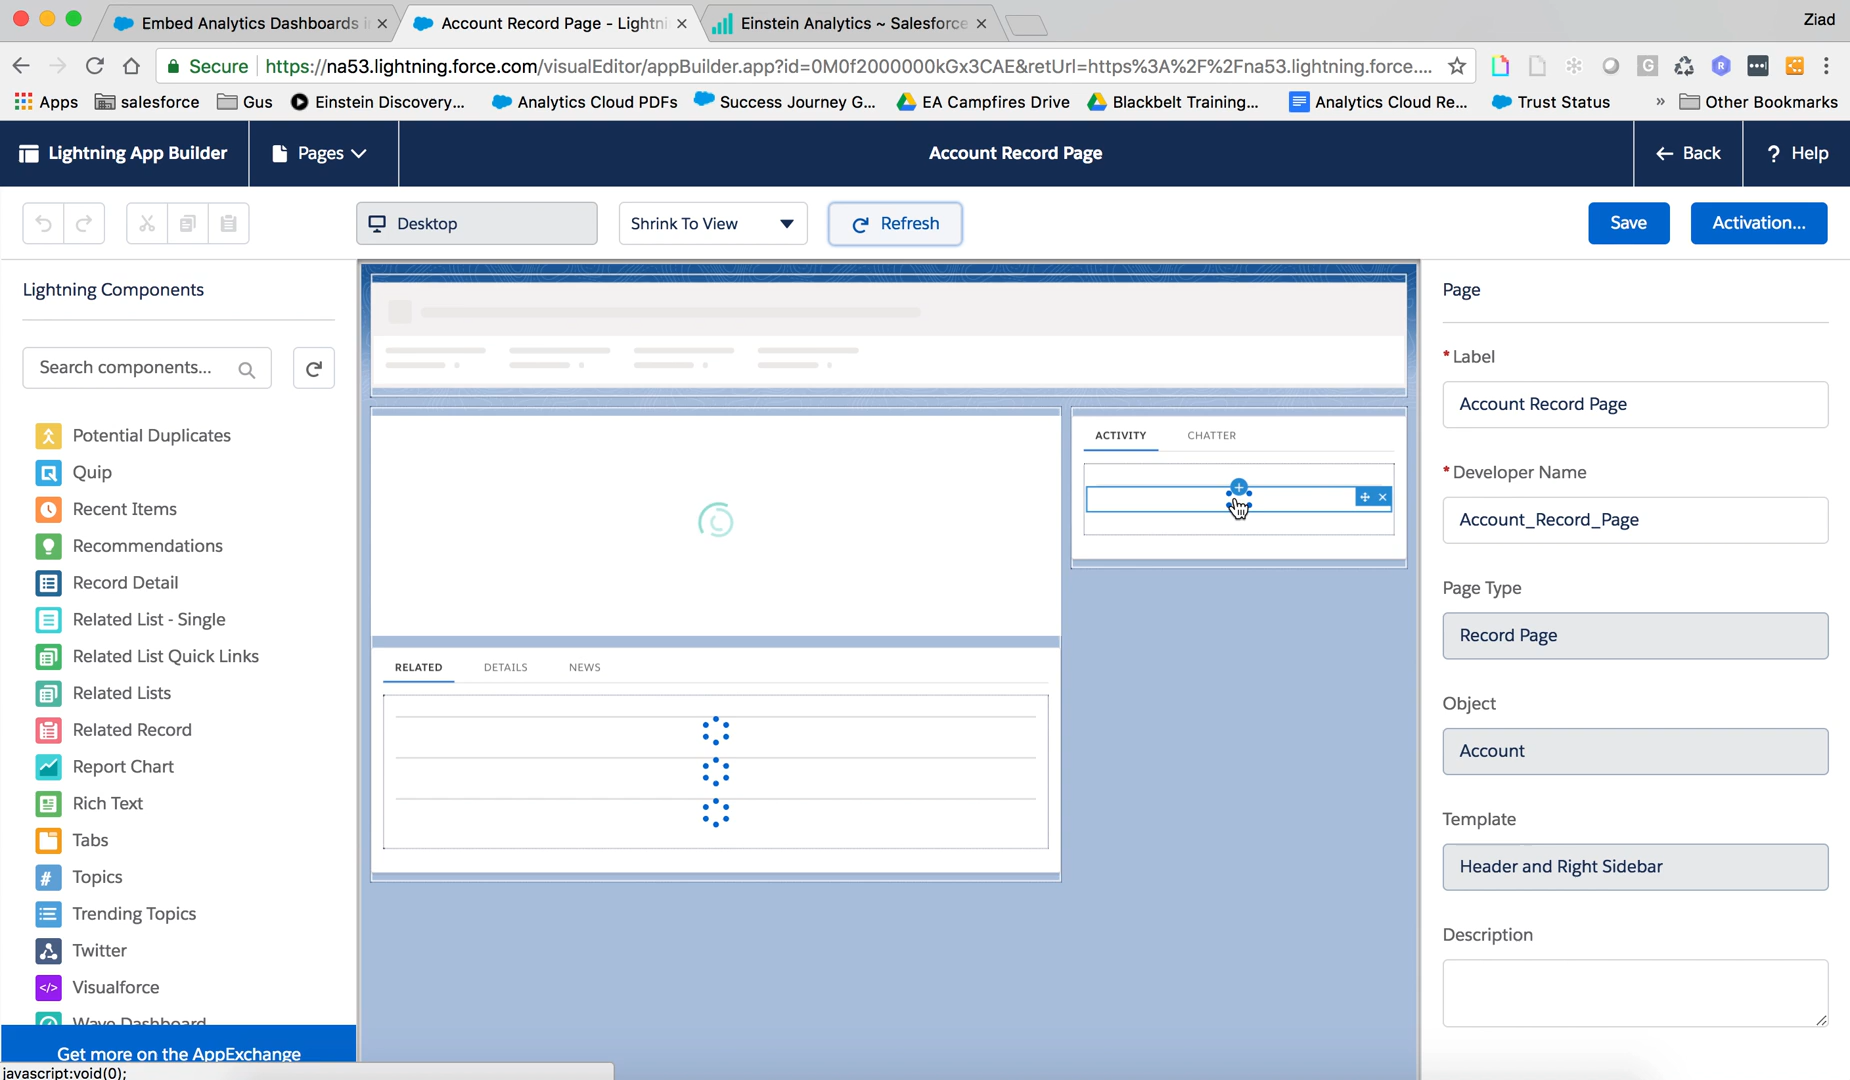 Embed Analytics Dashboards i
Account Record Page - Lightni
Einstein Analytics ~ Salesforce
Ziad
Secure
https://na53.lightning.force.com/visualEditor/appBuilder.app?id=0M0f2000000kGx3CAE&retUrl=https%3A%2F%2Fna53.lightning.force....
Apps
salesforce
Gus
Einstein Discovery...
Analytics Cloud PDFs
Success Journey G...
EA Campfires Drive
Blackbelt Training...
Analytics Cloud Re...
Trust Status
»
Other Bookmarks
Lightning App Builder
Pages
Account Record Page
Back
? Help
Desktop
Shrink To View
Refresh
Save
Activation...
Lightning Components
Search components...
Potential Duplicates
Quip
Recent Items
Recommendations
Record Detail
Related List - Single
Related List Quick Links
Related Lists
Related Record
Report Chart
Rich Text
Tabs
Topics
Trending Topics
Twitter
Visualforce
Wave Dashboard
Get more on the AppExchange
javascript:void(0);
ACTIVITY
CHATTER
RELATED
DETAILS
NEWS
Page
* Label
Account Record Page
* Developer Name
Account_Record_Page
Page Type
Record Page
Object
Account
Template
Header and Right Sidebar
Description